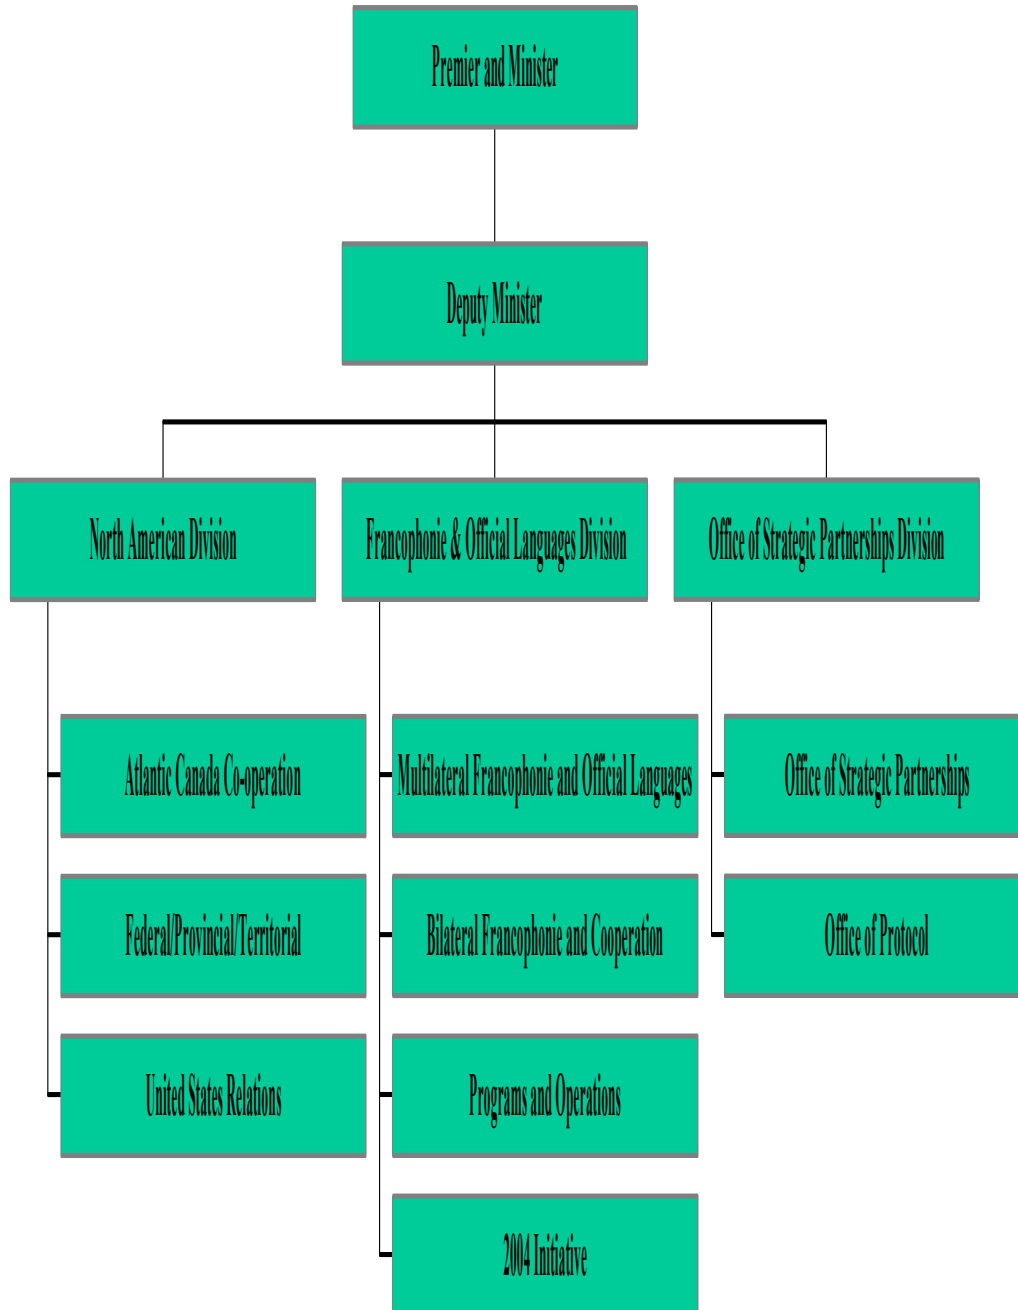 Premier and Minister
Deputy Minister
North American Division
Francophonie & Official Languages Division
Office of Strategic Partnerships Division
Atlantic Canada Co-operation
Multilateral Francophonie and Official Languages
Office of Strategic Partnerships
Federal/Provincial/Territorial
Bilateral Francophonie and Cooperation
Office of Protocol
United States Relations
Programs and Operations
2004 Initiative